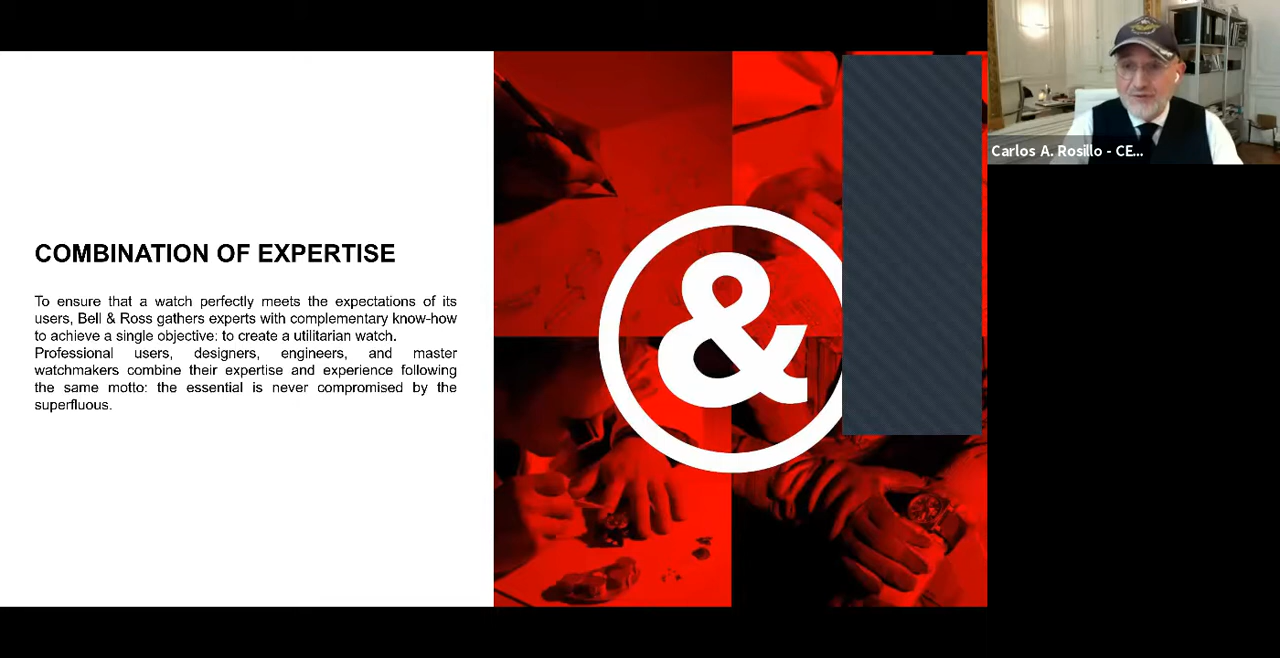 COMBINATION OF EXPERTISE
To ensure that a watch perfectly meets the expectations of its
users, Bell & Ross gathers experts with complementary know-how
to achieve a single objective: to create a utilitarian watch.
Professional users, designers, engineers, and master
watchmakers combine their expertise and experience following
the same motto: the essential is never compromised by the
superfluous.
&
Carlos A. Rosillo - CE...